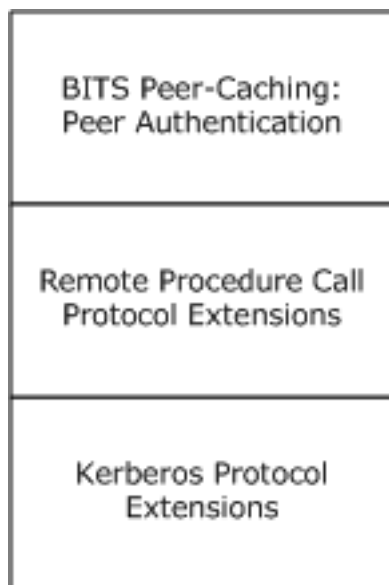 BITS Peer-Caching:
Peer Authentication
Remote Procedure Call
Protocol Extensions
Kerberos Protocol
Extensions